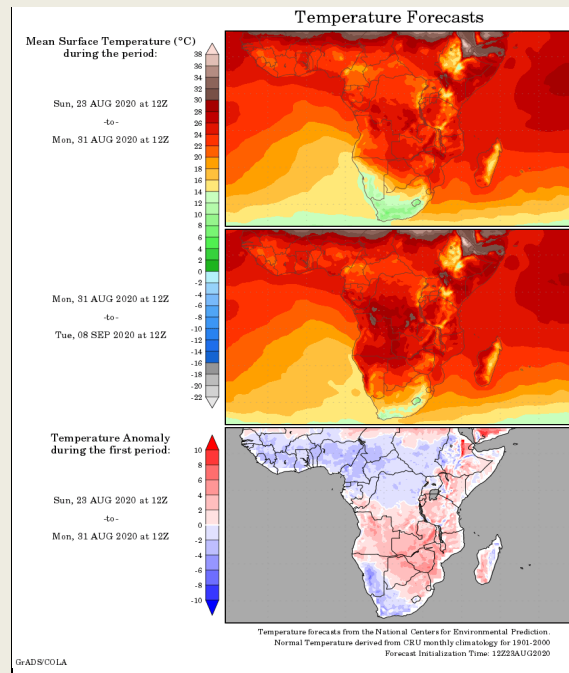 Temperature Forecasts
Mean Surface Temperature (°C)
during the period:
Sun, 23 AUG 2020 at 12Z
-to-
Mon, 31 AUG 2020 at 12Z
38
36
34
32
30
28
26
24
22
20
18
16
14
12
10
8
6
4
2
0
-2
-4
-6
-8
-10
-12
-14
-16
-18
-20
-22
Mon, 31 AUG 2020 at 12Z
-to-
Tue, 08 SEP 2020 at 12Z
Temperature Anomaly
during the first period:
Sun, 23 AUG 2020 at 12Z
-to-
Mon, 31 AUG 2020 at 12Z
10
8
6
4
2
0
-2
-4
-6
-8
-10
Temperature forecasts from the National Centers for Environmental Prediction.
Normal Temperature derived from CRU monthly climatology for 1901-2000
Forecast Initialization Time: 12Z23AUG2020
GrADS/COLA